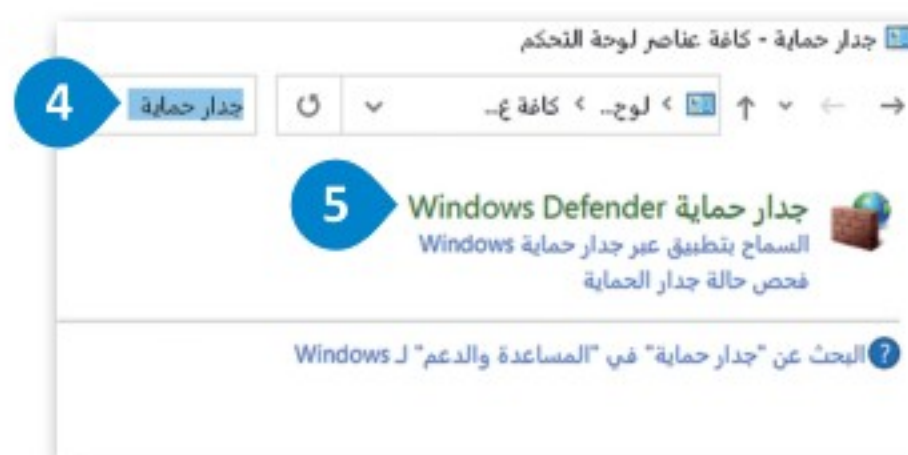 جدار حماية - كافة عناصر لوحة التحكم
لوح... › كافة ع...
جدار حماية
4
5
جدار حماية Windows Defender
السماح بتطبيق عبر جدار حماية Windows
فحص حالة جدار الحماية
البحث عن "جدار حماية" في "المساعدة والدعم" لـ Windows